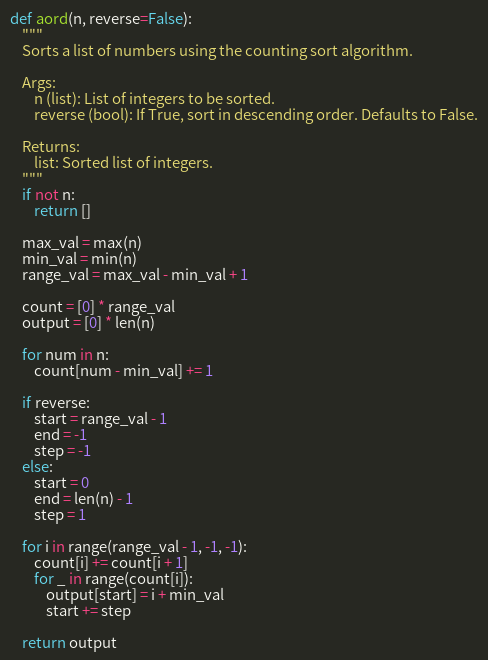 def aord(n, reverse=False):
    """
    Sorts a list of numbers using the counting sort algorithm.

    Args:
        n (list): List of integers to be sorted.
        reverse (bool): If True, sort in descending order. Defaults to False.

    Returns:
        list: Sorted list of integers.
    """
    if not n:
        return []

    max_val = max(n)
    min_val = min(n)
    range_val = max_val - min_val + 1

    count = [0] * range_val
    output = [0] * len(n)

    for num in n:
        count[num - min_val] += 1

    if reverse:
        start = range_val - 1
        end = -1
        step = -1
    else:
        start = 0
        end = len(n) - 1
        step = 1

    for i in range(range_val - 1, -1, -1):
        count[i] += count[i + 1]
        for _ in range(count[i]):
            output[start] = i + min_val
            start += step

    return output